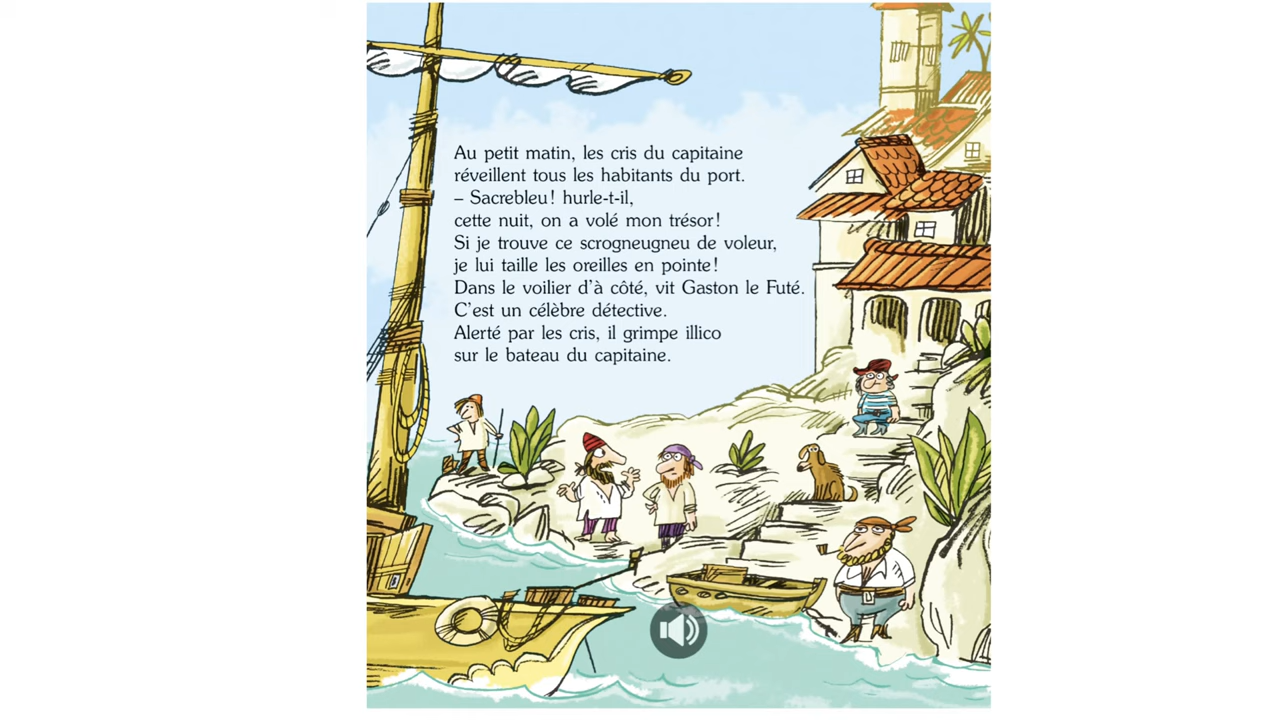 Au petit matin, les cris du capitaine
réveillent tous les habitants du port.
– Sacrebleu! hurle-t-il,
cette nuit, on a volé mon trésor!
Si je trouve ce scrogneugneu de voleur,
je lui taille les oreilles en pointe!
Dans le voilier d'à côté, vit Gaston le Futé.
C'est un célèbre détective.
Alerté par les cris, il grimpe illico
sur le bateau du capitaine.